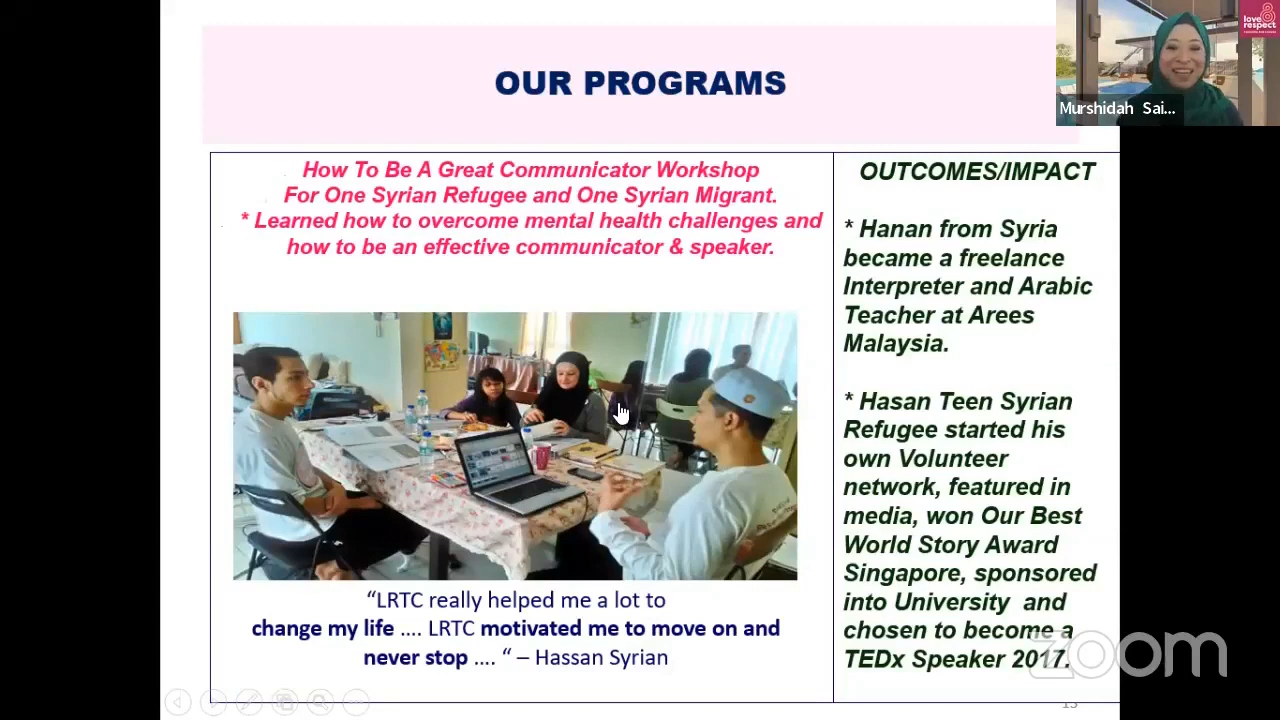 OUR PROGRAMS
love &
respect
Murshidah Sai...
How To Be A Great Communicator Workshop
For One Syrian Refugee and One Syrian Migrant.
* Learned how to overcome mental health challenges and
how to be an effective communicator & speaker.
“LRTC really helped me a lot to
change my life .... LRTC motivated me to move on and
never stop .... “ – Hassan Syrian
OUTCOMES/IMPACT
* Hanan from Syria
became a freelance
Interpreter and Arabic
Teacher at Arees
Malaysia.
* Hasan Teen Syrian
Refugee started his
own Volunteer
network, featured in
media, won Our Best
World Story Award
Singapore, sponsored
into University and
chosen to become a
TEDx Speaker 2017.
zoom